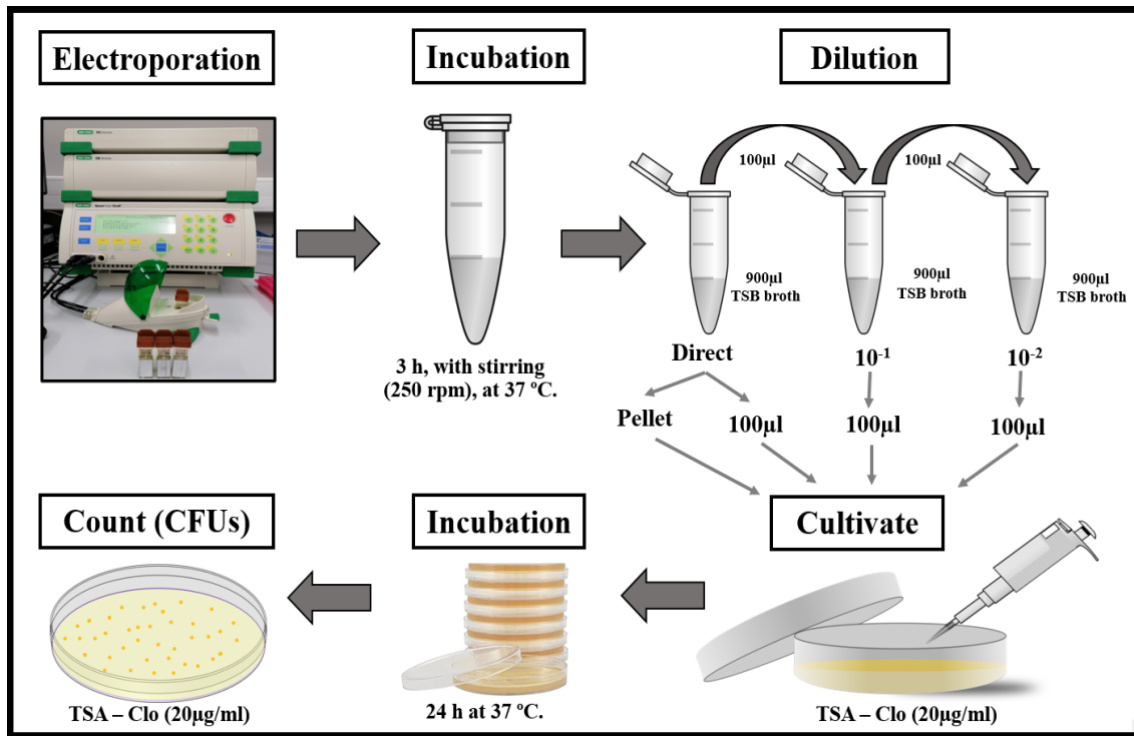 Electroporation
Incubation
Dilution
100µl
100µl
900µl
TSB broth
900µl
TSB broth
900µl
TSB broth
3 h, with stirring
(250 rpm), at 37 ºC.
Direct
10⁻¹
10⁻²
Pellet
100µl
100µl
100µl
Count (CFUs)
Incubation
Cultivate
TSA – Clo (20µg/ml)
24 h at 37 ºC.
TSA – Clo (20µg/ml)